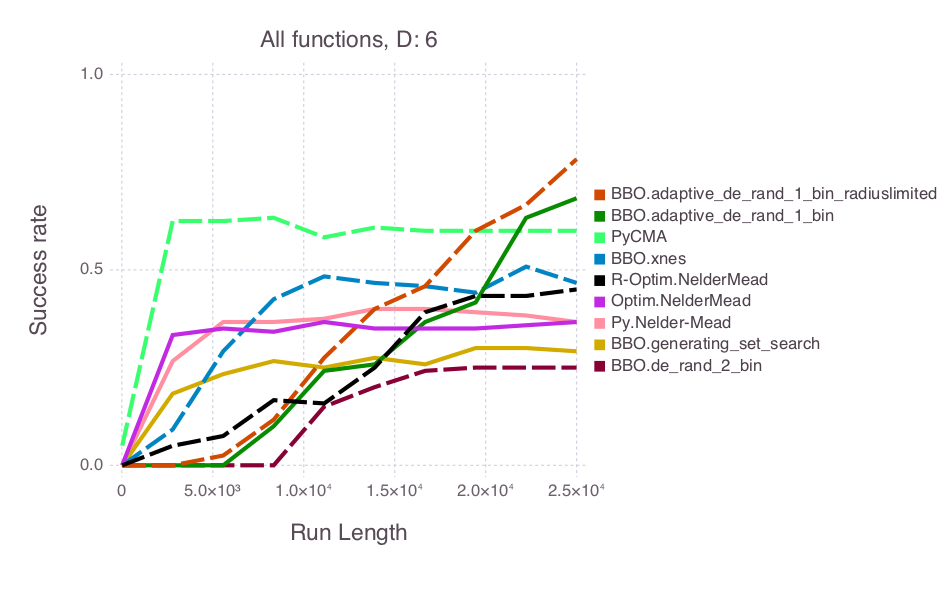 All functions, D: 6
1.0
0.5
0.0
Success rate
0
5.0×10³
1.0×10⁴
1.5×10⁴
2.0×10⁴
2.5×10⁴
Run Length
BBO.adaptive_de_rand_1_bin_radiuslimited
BBO.adaptive_de_rand_1_bin
PyCMA
BBO.xnes
R-Optim.NelderMead
Optim.NelderMead
Py.Nelder-Mead
BBO.generating_set_search
BBO.de_rand_2_bin